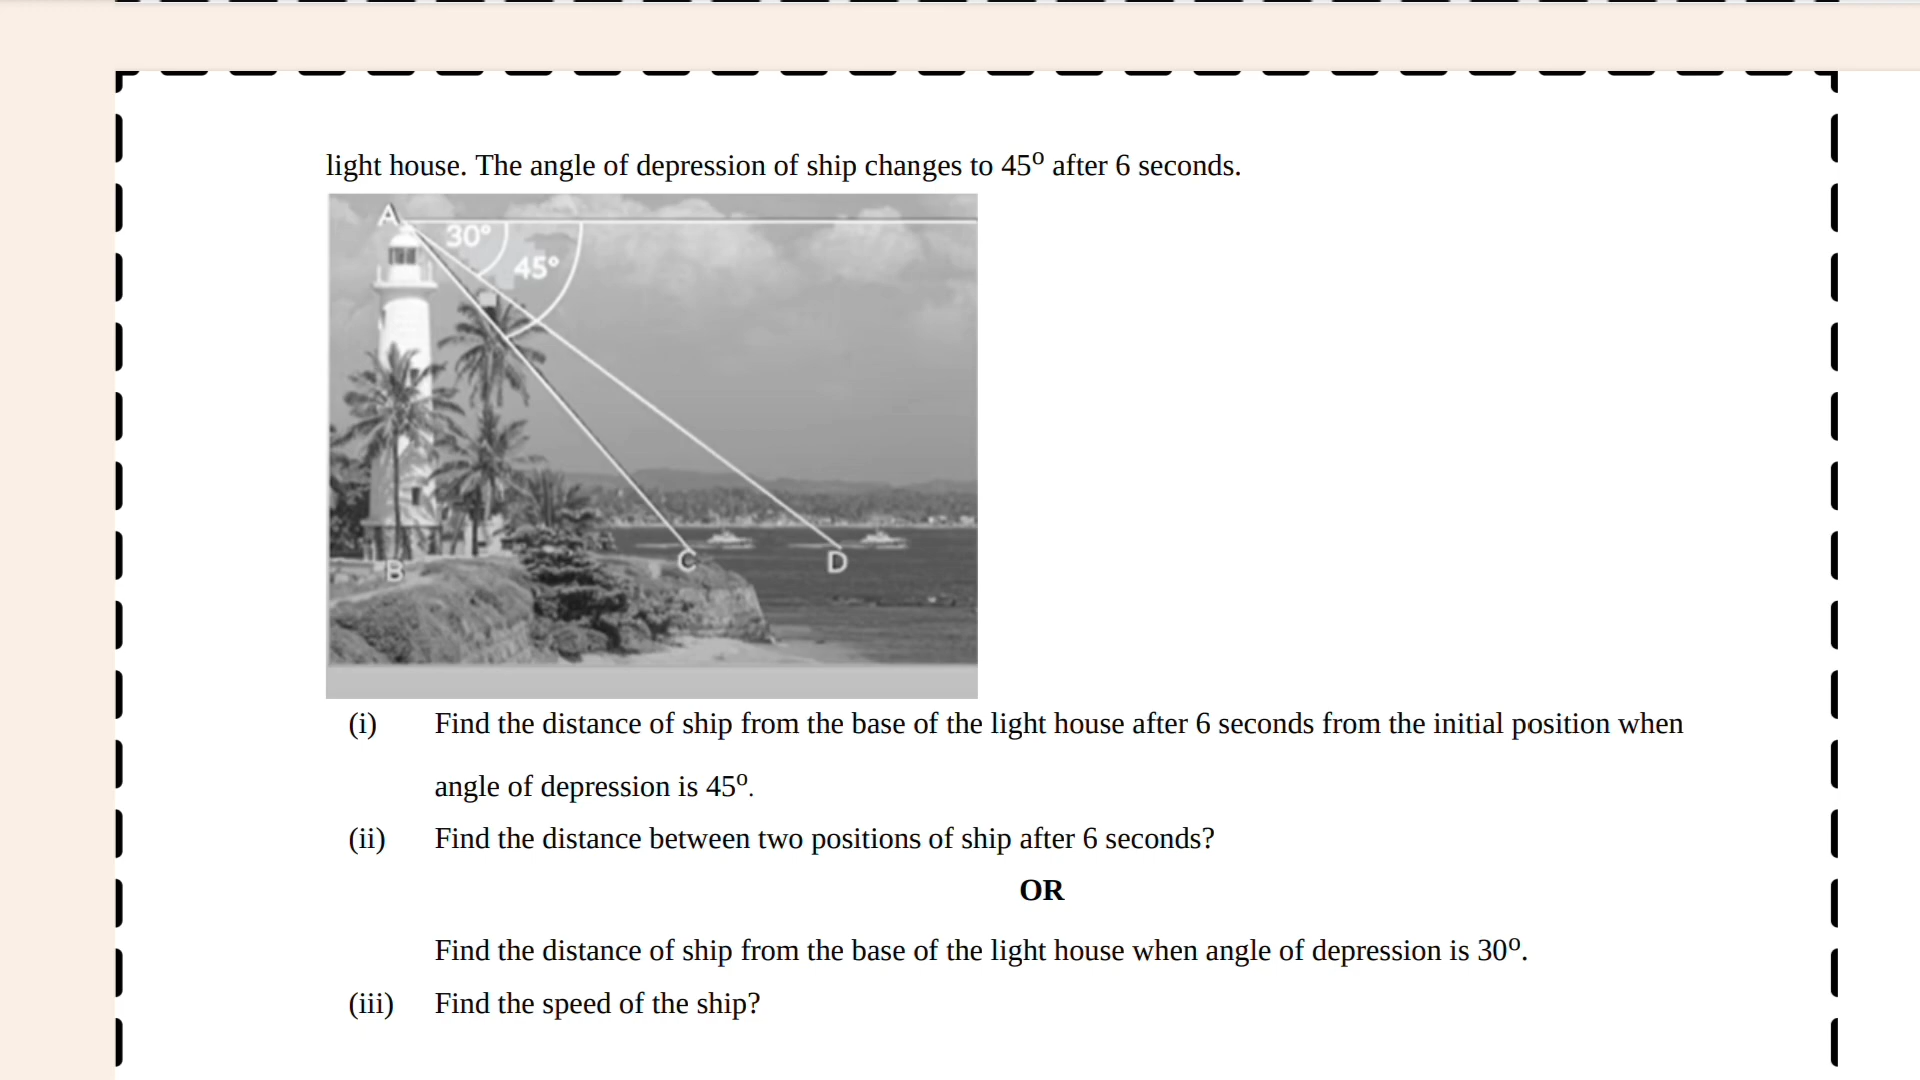 light house. The angle of depression of ship changes to 45° after 6 seconds.
A
30°
45°
C
D
B
(i) Find the distance of ship from the base of the light house after 6 seconds from the initial position when
angle of depression is 45°.
(ii) Find the distance between two positions of ship after 6 seconds?
OR
Find the distance of ship from the base of the light house when angle of depression is 30°.
(iii) Find the speed of the ship?